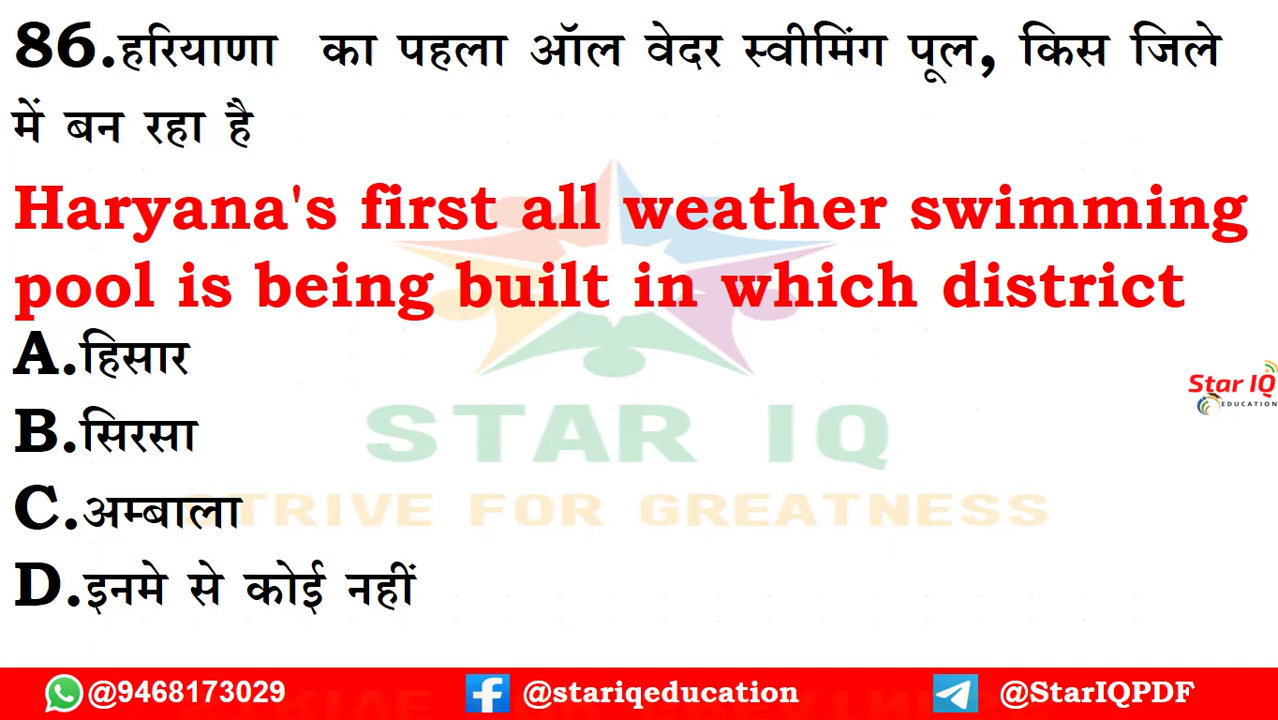 86.हरियाणा का पहला ऑल वेदर स्वीमिंग पूल, किस जिले
में बन रहा है
Haryana's first all weather swimming
pool is being built in which district
A.हिसार
B.सिरसा
C.अम्बाला
D.इनमे से कोई नहीं
STAR IQ
STRIVE FOR GREATNESS
Star IQ
EDUCATION
@9468173029 @stariqeducation @StarIQPDF